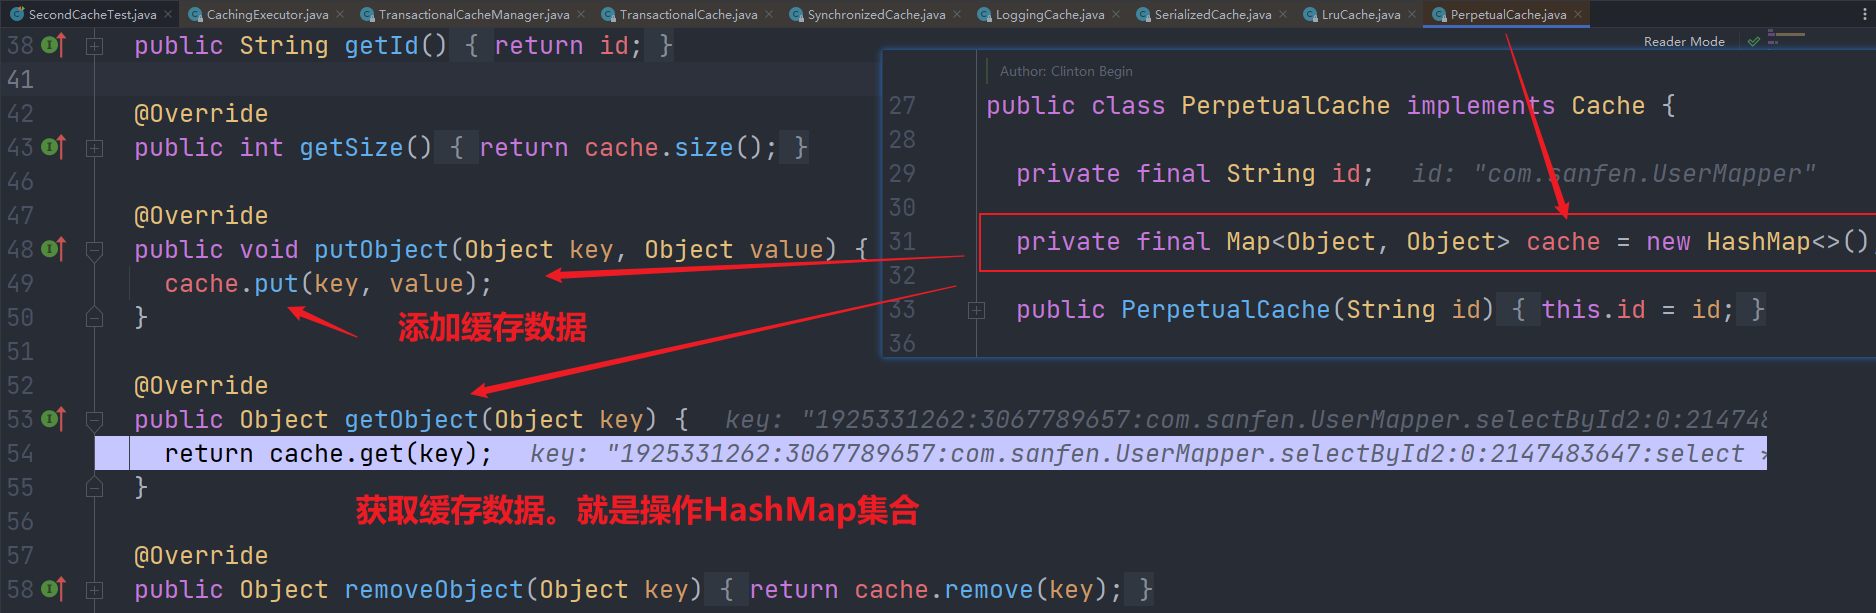 SecondCacheTest.java CachingExecutor.java TransactionalCacheManager.java TransactionalCache.java SynchronizedCache.java LoggingCache.java SerializedCache.java LruCache.java PerpetualCache.java
Reader Mode
38 public String getId() { return id; }
41
42 @Override
43 public int getSize() { return cache.size(); }
46
47 @Override
48 public void putObject(Object key, Object value) {
49 cache.put(key, value);
50 }
添加缓存数据
51
52 @Override
53 public Object getObject(Object key) { key: "1925331262:3067789657:com.sanfen.UserMapper.selectById2:0:21474
54 return cache.get(key); key: "1925331262:3067789657:com.sanfen.UserMapper.selectById2:0:2147483647:select
55 }
获取缓存数据。就是操作HashMap集合
56
57 @Override
58 public Object removeObject(Object key) { return cache.remove(key); }
Author: Clinton Begin
27 public class PerpetualCache implements Cache {
28
29 private final String id; id: "com.sanfen.UserMapper"
30
31 private final Map<Object, Object> cache = new HashMap<>()
32
33 public PerpetualCache(String id) { this.id = id; }
36